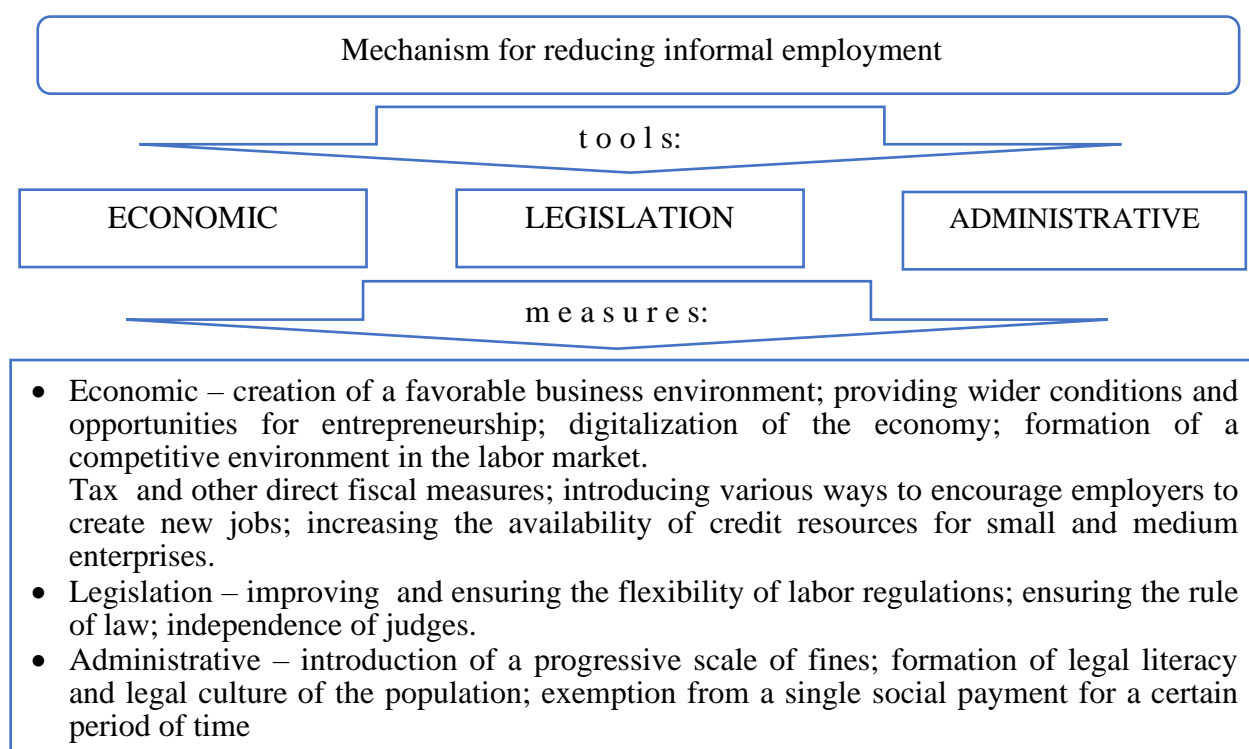 Mechanism for reducing informal employment
t o o l s:
ECONOMIC
LEGISLATION
ADMINISTRATIVE
m e a s u r e s:
• Economic – creation of a favorable business environment; providing wider conditions and
opportunities for entrepreneurship; digitalization of the economy; formation of a
competitive environment in the labor market.
Tax and other direct fiscal measures; introducing various ways to encourage employers to
create new jobs; increasing the availability of credit resources for small and medium
enterprises.
• Legislation – improving and ensuring the flexibility of labor regulations; ensuring the rule
of law; independence of judges.
• Administrative – introduction of a progressive scale of fines; formation of legal literacy
and legal culture of the population; exemption from a single social payment for a certain
period of time